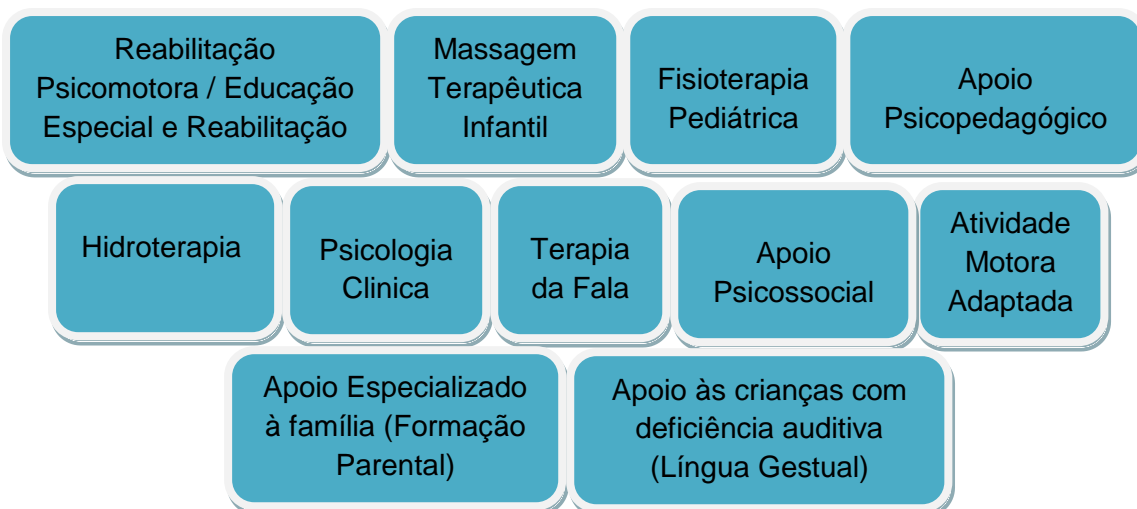 Reabilitação
Psicomotora / Educação
Especial e Reabilitação
Massagem
Terapêutica
Infantil
Fisioterapia
Pediátrica
Apoio
Psicopedagógico
Hidroterapia
Psicologia
Clinica
Terapia
da Fala
Apoio
Psicossocial
Atividade
Motora
Adaptada
Apoio Especializado
à família (Formação
Parental)
Apoio às crianças com
deficiência auditiva
(Língua Gestual)